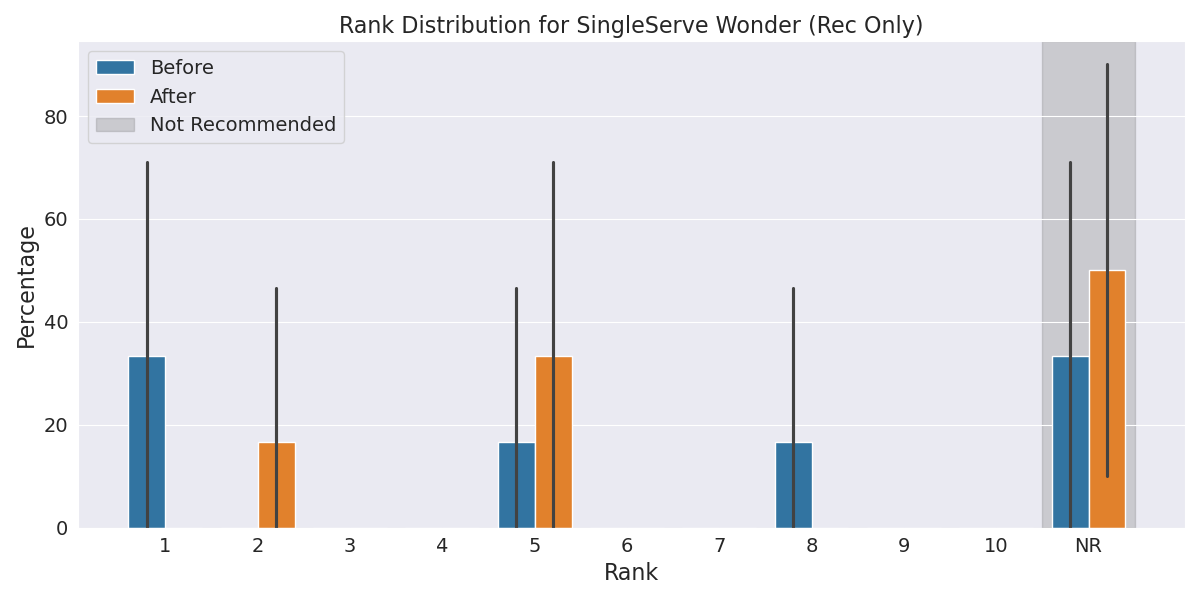 Rank Distribution for SingleServe Wonder (Rec Only)
Before
After
Not Recommended
Percentage
80
60
40
20
0
1 2 3 4 5 6 7 8 9 10 NR
Rank